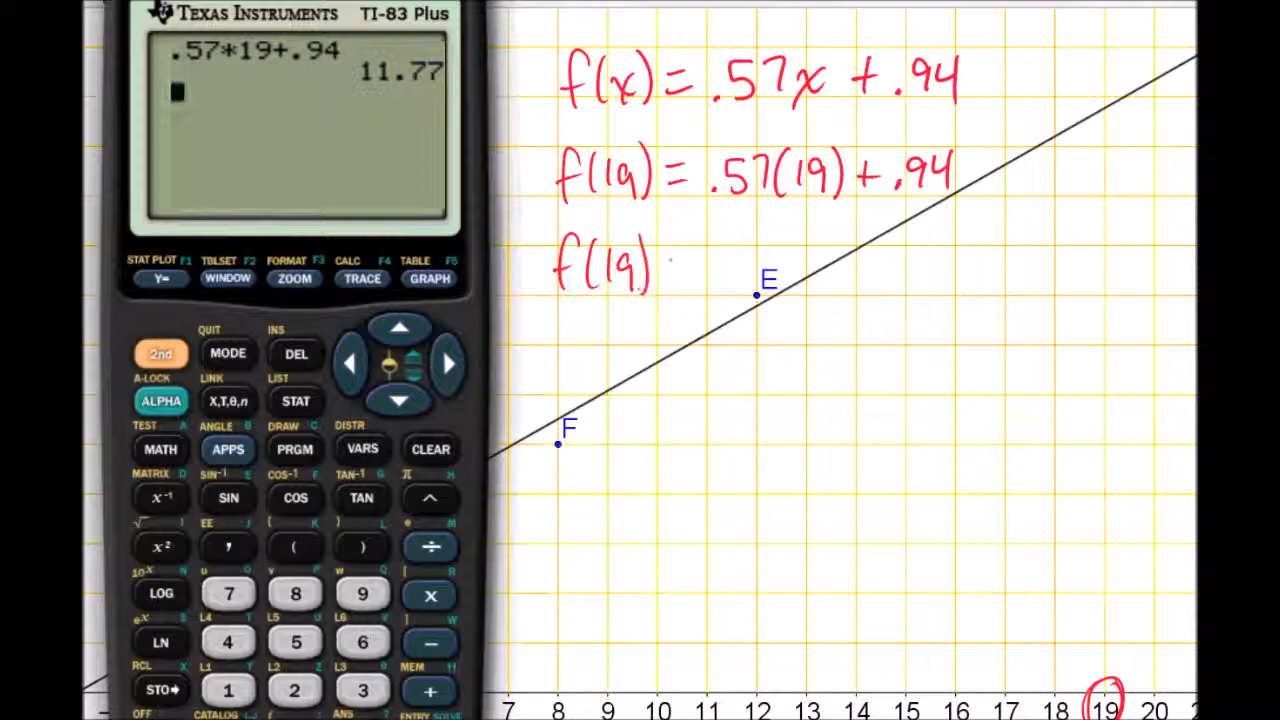 TEXAS INSTRUMENTS TI-83 Plus
.57*19+.94
11.77
f(x) = .57x + .94
f(19) = .57(19) + .94
f(19)
E
F
STAT PLOT F1 TBLSET F2 FORMAT F3 CALC F4 TABLE F5
Y= WINDOW ZOOM TRACE GRAPH
QUIT INS
2nd MODE DEL
A-LOCK LINK LIST
ALPHA X,T,θ,n STAT
TEST A ANGLE B DRAW C DISTR
MATH APPS PRGM VARS CLEAR
MATRIX D SIN⁻¹ E COS⁻¹ F TAN⁻¹ G π H
x⁻¹ SIN COS TAN ^
√ I EE J { K } L e M
x² , ( ) ÷
10ˣ N u O v P w Q [ R
LOG 7 8 9 x
eˣ S L4 T L5 U L6 V ] W
LN 4 5 6 −
RCL X L1 Y L2 Z L3 θ MEM "
STO➔ 1 2 3 +
OFF CATALOG ANS ? ENTRY SOLVE
7 8 9 10 11 12 13 14 15 16 17 18 19 20